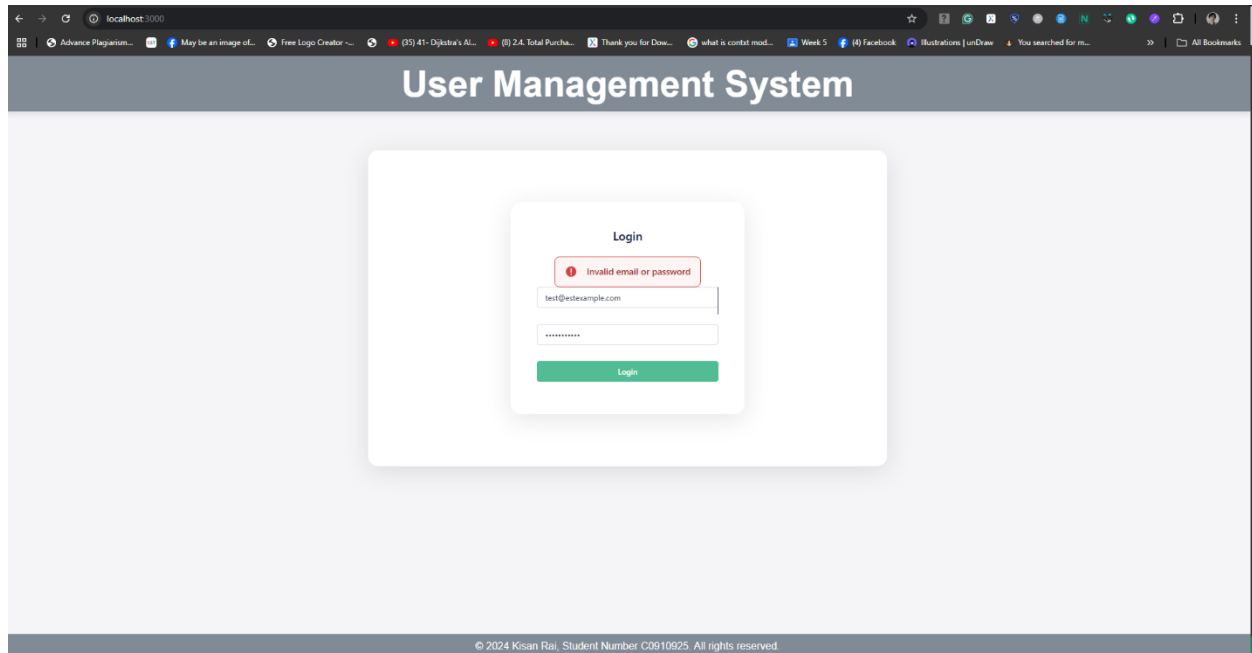 localhost:3000
Advance Plagiarism... May be an image of... Free Logo Creator -... (35) 41- Dijkstra's Al... (8) 2.4. Total Purcha... Thank you for Dow... what is contxt mod... Week 5 (4) Facebook Illustrations | unDraw You searched for m... » All Bookmarks
User Management System
Login
Invalid email or password
test@estexample.com
•••••••••••
Login
© 2024 Kisan Rai, Student Number C0910925. All rights reserved.